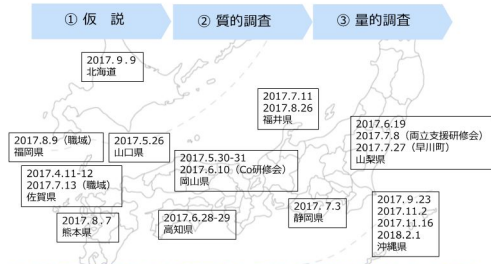 ① 仮　説
② 質的調査
③ 量的調査
2017.9.9
北海道
2017.7.11
2017.8.26
福井県
2017.6.19
2017.7.8（両立支援研修会）
2017.7.27（早川町）
山梨県
2017.8.9（職域）
福岡県
2017.5.26
山口県
2017.5.30-31
2017.6.10（Co研修会）
岡山県
2017.4.11-12
2017.7.13（職域）
佐賀県
2017.8.7
熊本県
2017.6.28-29
高知県
2017.7.3
静岡県
2017.9.23
2017.11.2
2017.11.16
2018.2.1
沖縄県